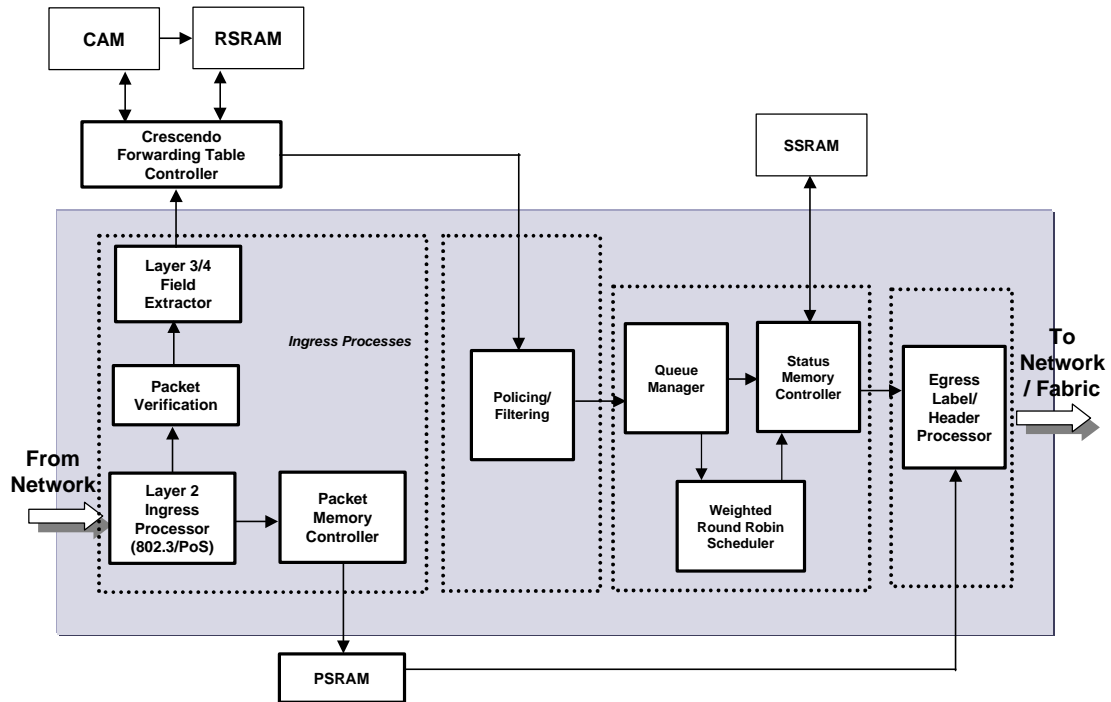 CAM
RSRAM
Crescendo
Forwarding Table
Controller
SSRAM
Layer 3/4
Field
Extractor
Ingress Processes
Packet
Verification
From
Network
Layer 2
Ingress
Processor
(802.3/PoS)
Packet
Memory
Controller
Policing/
Filtering
Queue
Manager
Status
Memory
Controller
Weighted
Round Robin
Scheduler
Egress
Label/
Header
Processor
To
Network
/ Fabric
PSRAM